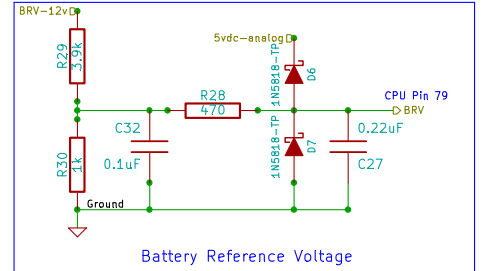 BRV-12v
R29
3.9k
5vdc-analog
1N5818-TP
D6
R28
470
CPU Pin 79
BRV
C32
0.1uF
1N5818-TP
D7
0.22uF
C27
R30
1k
Ground
Battery Reference Voltage